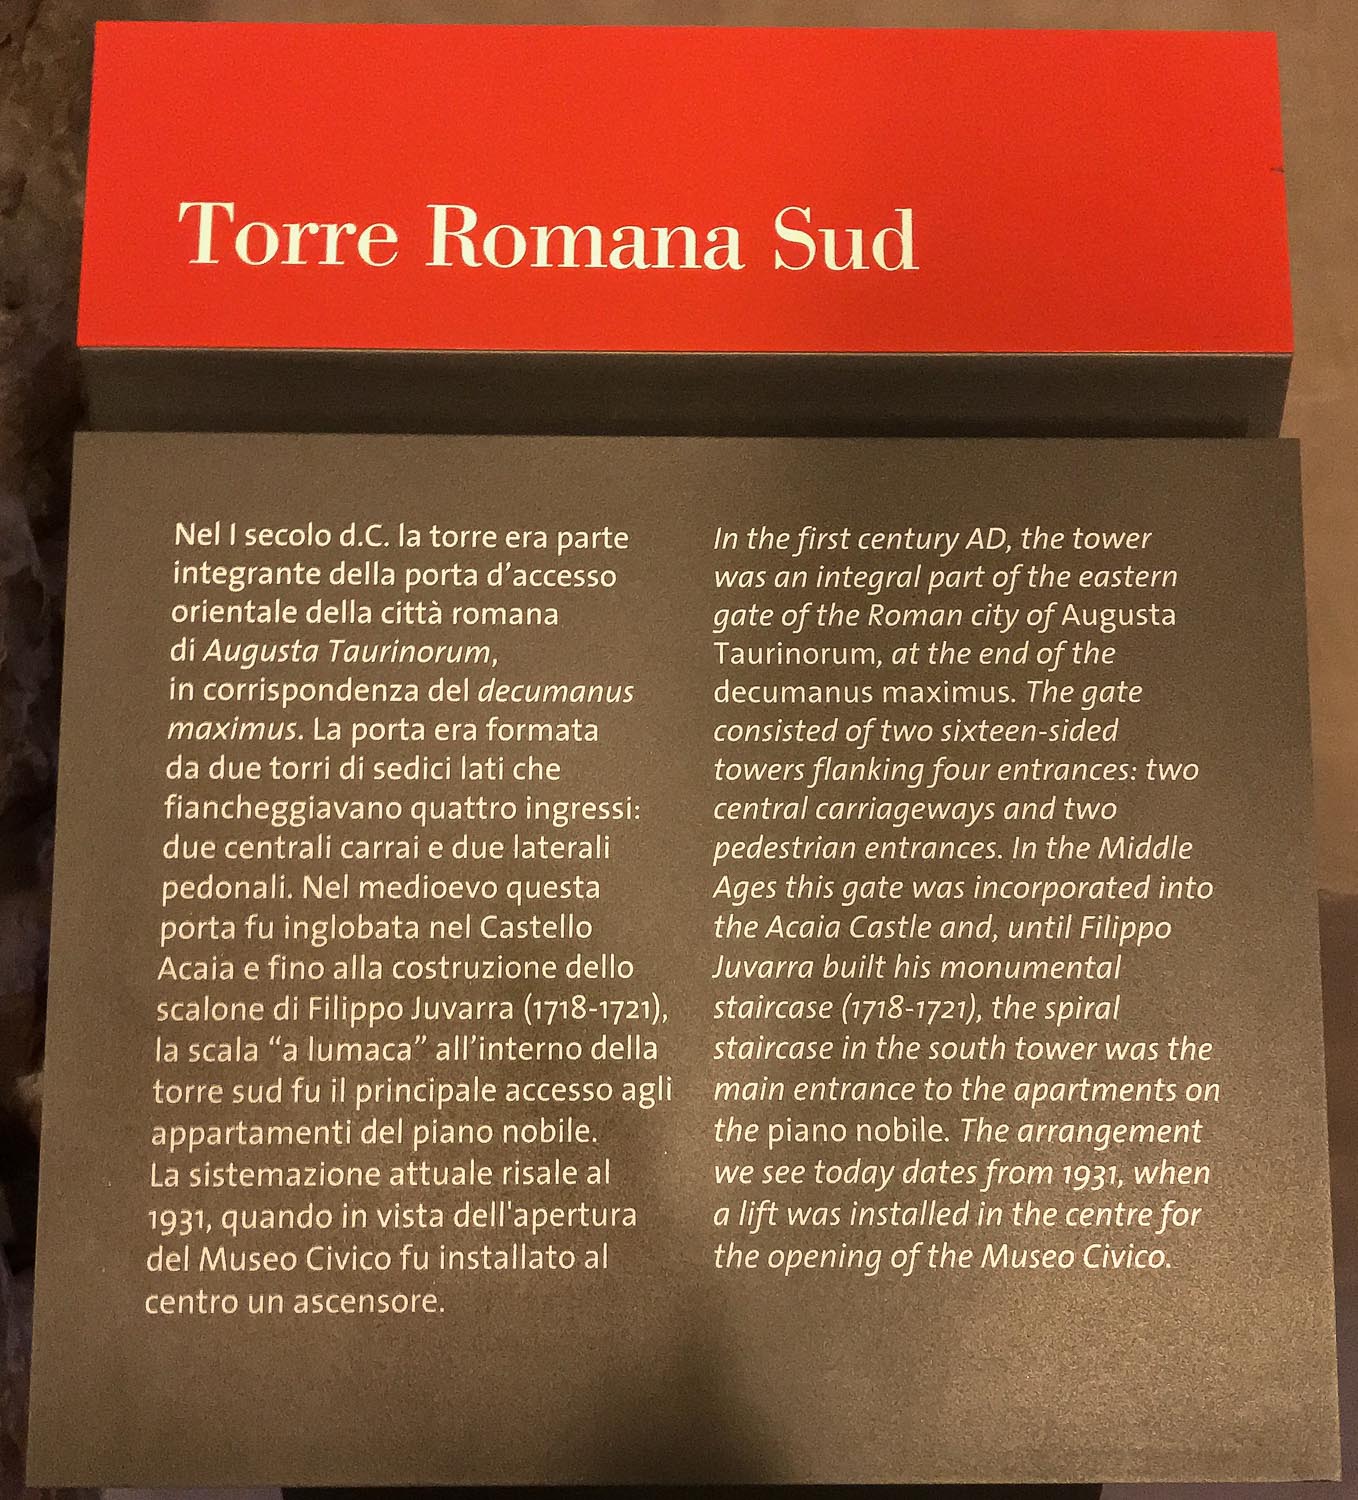 Torre Romana Sud
Nel I secolo d.C. la torre era parte
integrante della porta d'accesso
orientale della città romana
di Augusta Taurinorum,
in corrispondenza del decumanus
maximus. La porta era formata
da due torri di sedici lati che
fiancheggiavano quattro ingressi:
due centrali carrai e due laterali
pedonali. Nel medioevo questa
porta fu inglobata nel Castello
Acaia e fino alla costruzione dello
scalone di Filippo Juvarra (1718-1721),
la scala “a lumaca” all'interno della
torre sud fu il principale accesso agli
appartamenti del piano nobile.
La sistemazione attuale risale al
1931, quando in vista dell'apertura
del Museo Civico fu installato al
centro un ascensore.
In the first century AD, the tower
was an integral part of the eastern
gate of the Roman city of Augusta
Taurinorum, at the end of the
decumanus maximus. The gate
consisted of two sixteen-sided
towers flanking four entrances: two
central carriageways and two
pedestrian entrances. In the Middle
Ages this gate was incorporated into
the Acaia Castle and, until Filippo
Juvarra built his monumental
staircase (1718-1721), the spiral
staircase in the south tower was the
main entrance to the apartments on
the piano nobile. The arrangement
we see today dates from 1931, when
a lift was installed in the centre for
the opening of the Museo Civico.